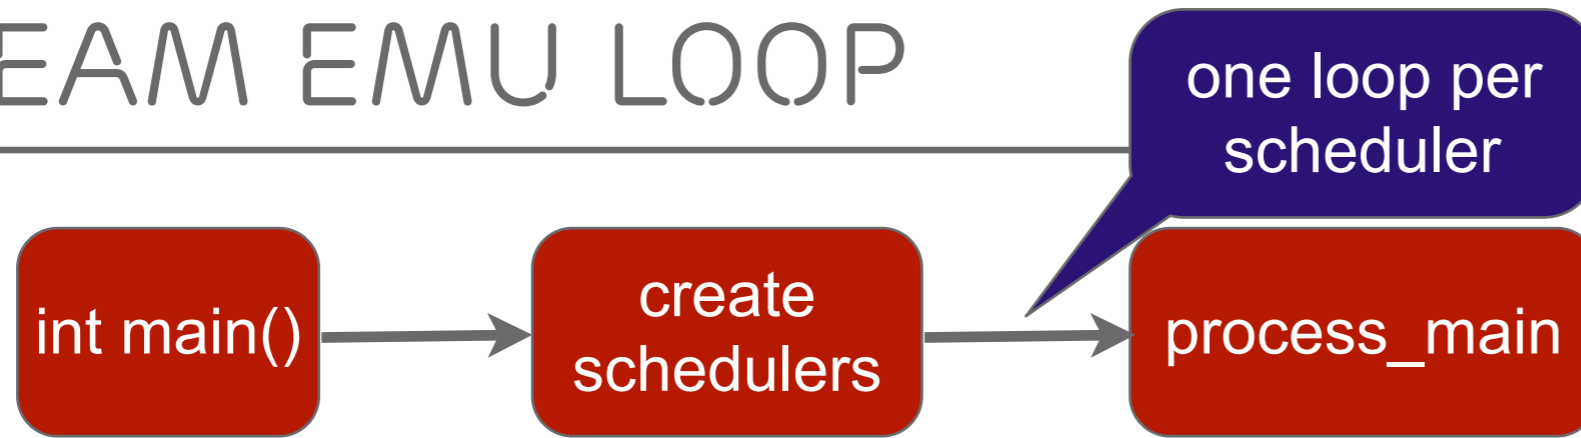 EAM EMU LOOP
one loop per
scheduler
int main()
create
schedulers
process_main